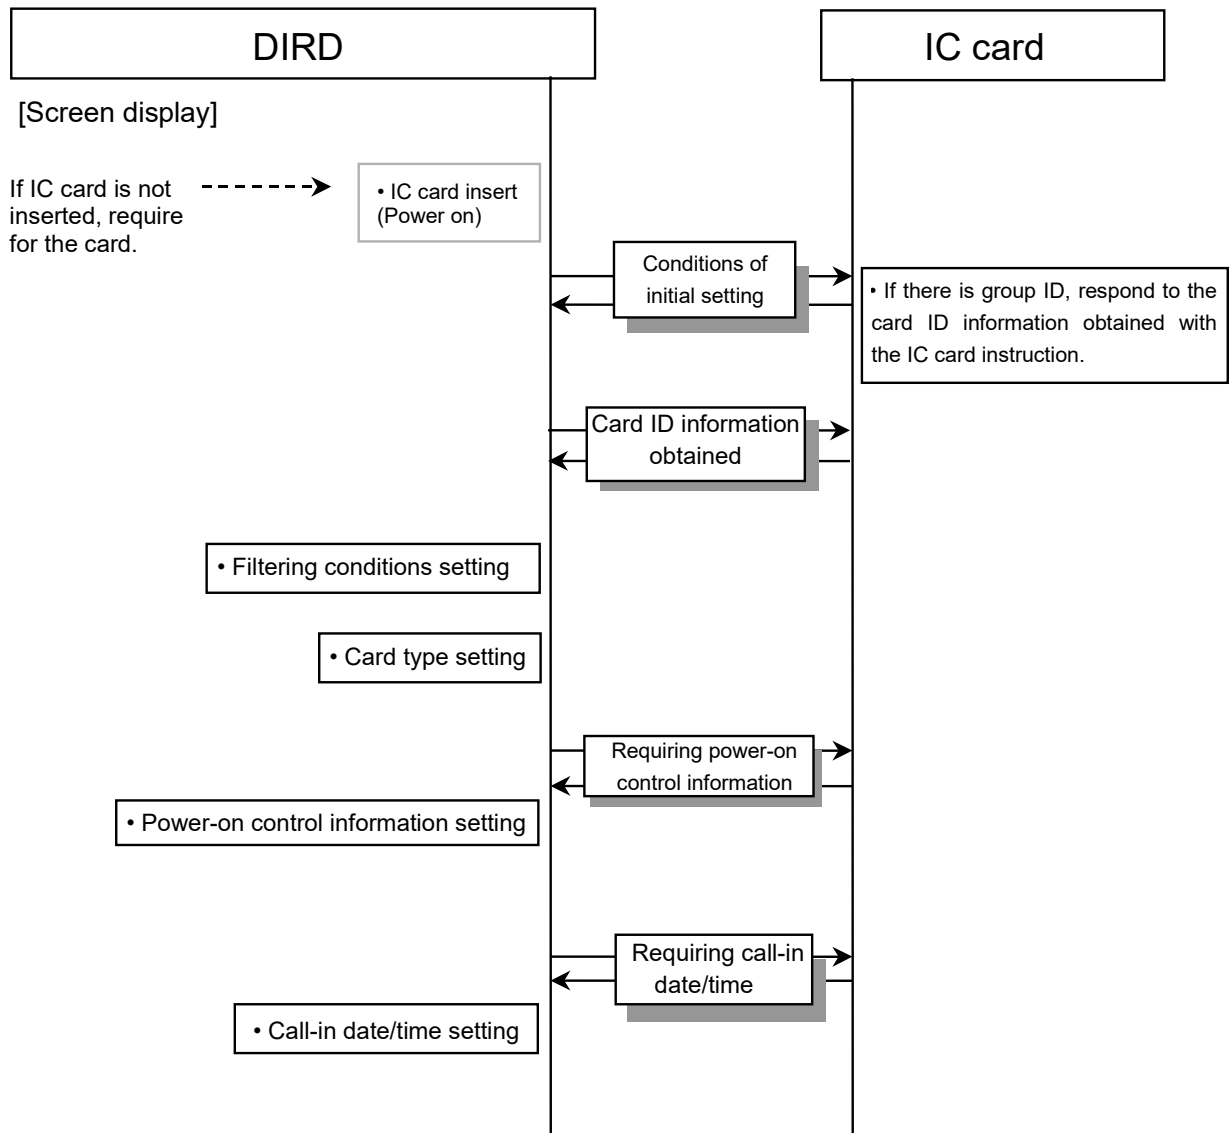 DIRD
IC card
[Screen display]
If IC card is not
inserted, require
for the card.
• IC card insert
(Power on)
Conditions of
initial setting
• If there is group ID, respond to the
card ID information obtained with
the IC card instruction.
Card ID information
obtained
• Filtering conditions setting
• Card type setting
Requiring power-on
control information
• Power-on control information setting
Requiring call-in
date/time
• Call-in date/time setting